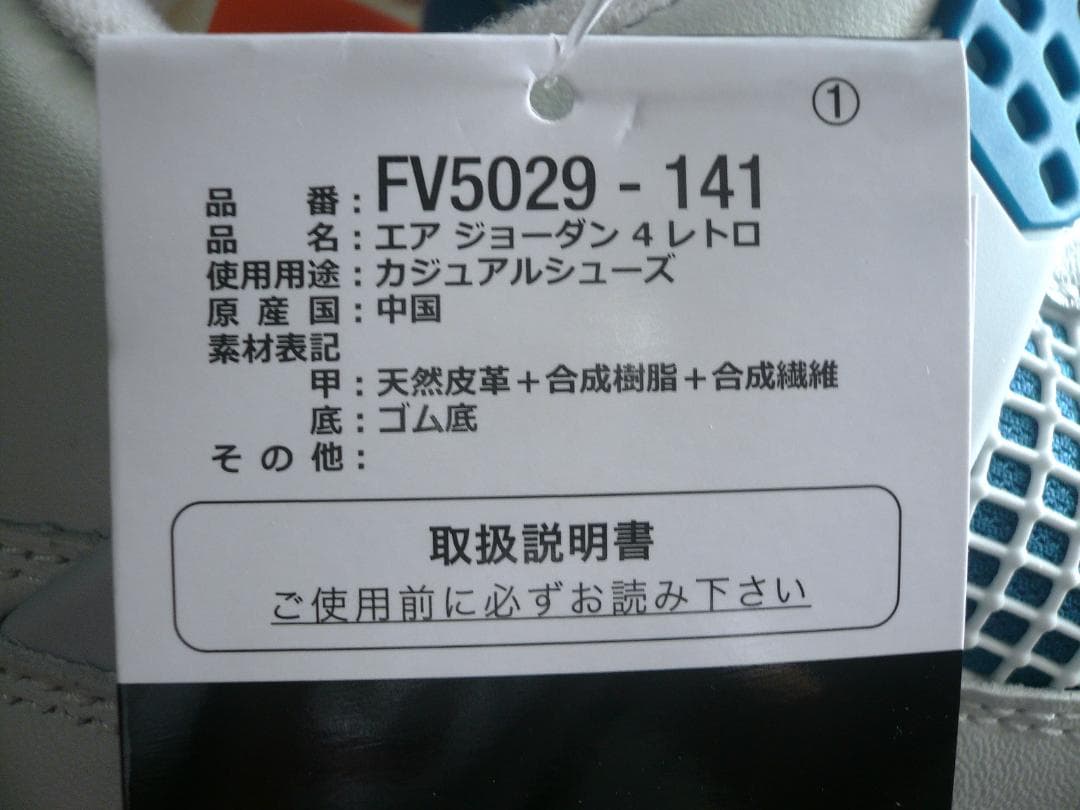 ①
品番：FV5029 - 141
品名：エア ジョーダン 4 レトロ
使用用途：カジュアルシューズ
原産国：中国
素材表記
甲：天然皮革＋合成樹脂＋合成繊維
底：ゴム底
その他：
取扱説明書
ご使用前に必ずお読み下さい